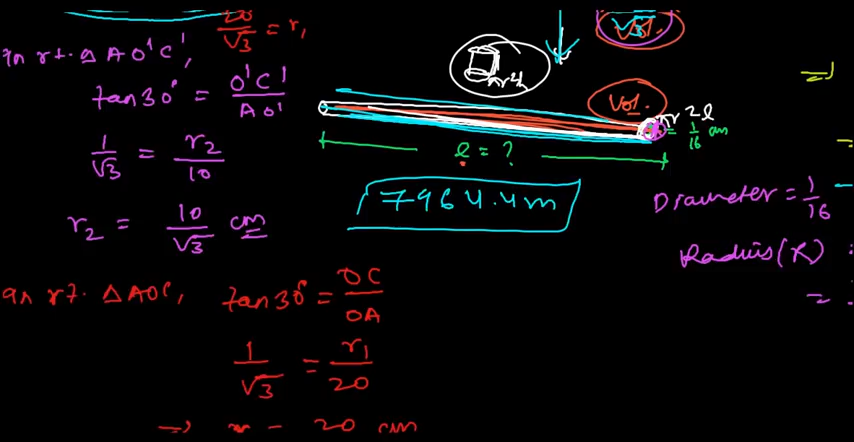 20/√3 = r₁
In rt. Δ AO'C',
tan30° = O'C'/AO'
1/√3 = r₂/10
r₂ = 10/√3 cm
In rt. Δ AOC,
tan30° = OC/OA
1/√3 = r₁/20
→ 20 cm
πr²h
Vol.
Vol.
πr²l
= 1/16 cm
l = ?
7964.4m
Diameter = 1/16
Radius(R) =
=